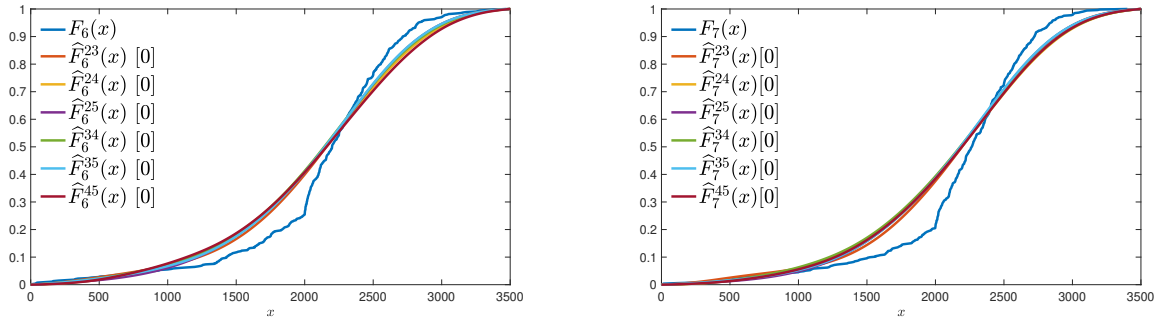 1
0.9
0.8
0.7
0.6
0.5
0.4
0.3
0.2
0.1
0
F_6(x)
\widehat{F}_6^{23}(x) [0]
\widehat{F}_6^{24}(x) [0]
\widehat{F}_6^{25}(x) [0]
\widehat{F}_6^{34}(x) [0]
\widehat{F}_6^{35}(x) [0]
\widehat{F}_6^{45}(x) [0]
0 500 1000 1500 2000 2500 3000 3500
x
1
0.9
0.8
0.7
0.6
0.5
0.4
0.3
0.2
0.1
0
F_7(x)
\widehat{F}_7^{23}(x)[0]
\widehat{F}_7^{24}(x)[0]
\widehat{F}_7^{25}(x)[0]
\widehat{F}_7^{34}(x)[0]
\widehat{F}_7^{35}(x)[0]
\widehat{F}_7^{45}(x)[0]
0 500 1000 1500 2000 2500 3000 3500
x